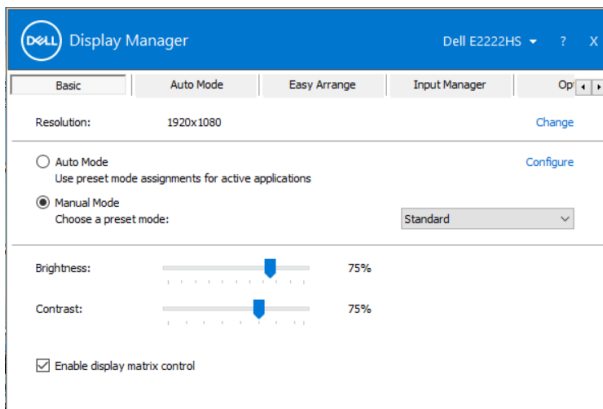 DELL Display Manager Dell E2222HS ? X
Basic Auto Mode Easy Arrange Input Manager Op
Resolution: 1920x1080 Change
Auto Mode Configure
Use preset mode assignments for active applications
Manual Mode
Choose a preset mode: Standard
Brightness: 75%
Contrast: 75%
Enable display matrix control